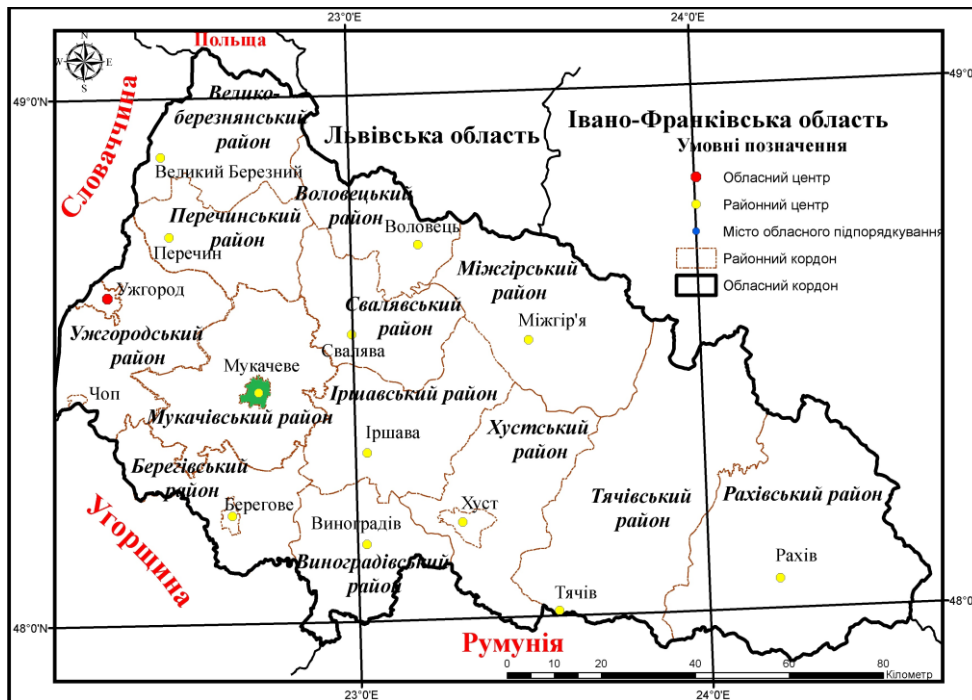 23°0'E
24°0'E
N
W
E
S
Польща
49°0'N
49°0'N
Словаччина
Велико-
березнянський
район
Львівська область
Івано-Франківська область
Умовні позначення
Обласний центр
Районний центр
Місто обласного підпорядкування
Районний кордон
Обласний кордон
Великий Березний
Воловецький
район
Перечинський
район
Воловець
Перечин
Міжгірський
район
Ужгород
Свалявський
район
Міжгір'я
Ужгородський
район
Свалява
Мукачеве
Чоп
Іршавський район
Мукачівський район
Хустський
район
Іршава
Берегівський
район
Тячівський
район
Рахівський район
Берегове
Виноградів
Хуст
Угорщина
Виноградівський
район
Рахів
Тячів
48°0'N
48°0'N
Румунія
0
10
20
40
60
80
Кілометр
23°0'E
24°0'E